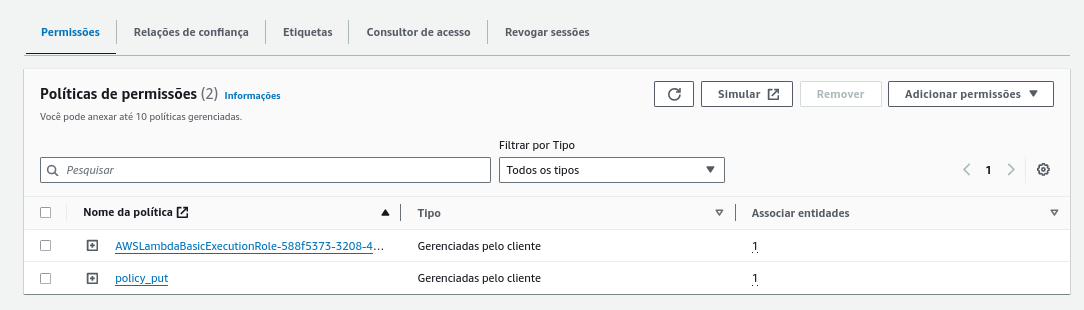 Permissões Relações de confiança Etiquetas Consultor de acesso Revogar sessões
Políticas de permissões (2) Informações Simular Remover Adicionar permissões
Você pode anexar até 10 políticas gerenciadas.
Filtrar por Tipo
Pesquisar Todos os tipos 1
Nome da política Tipo Associar entidades
AWSLambdaBasicExecutionRole-588f5373-3208-4... Gerenciadas pelo cliente 1
policy_put Gerenciadas pelo cliente 1